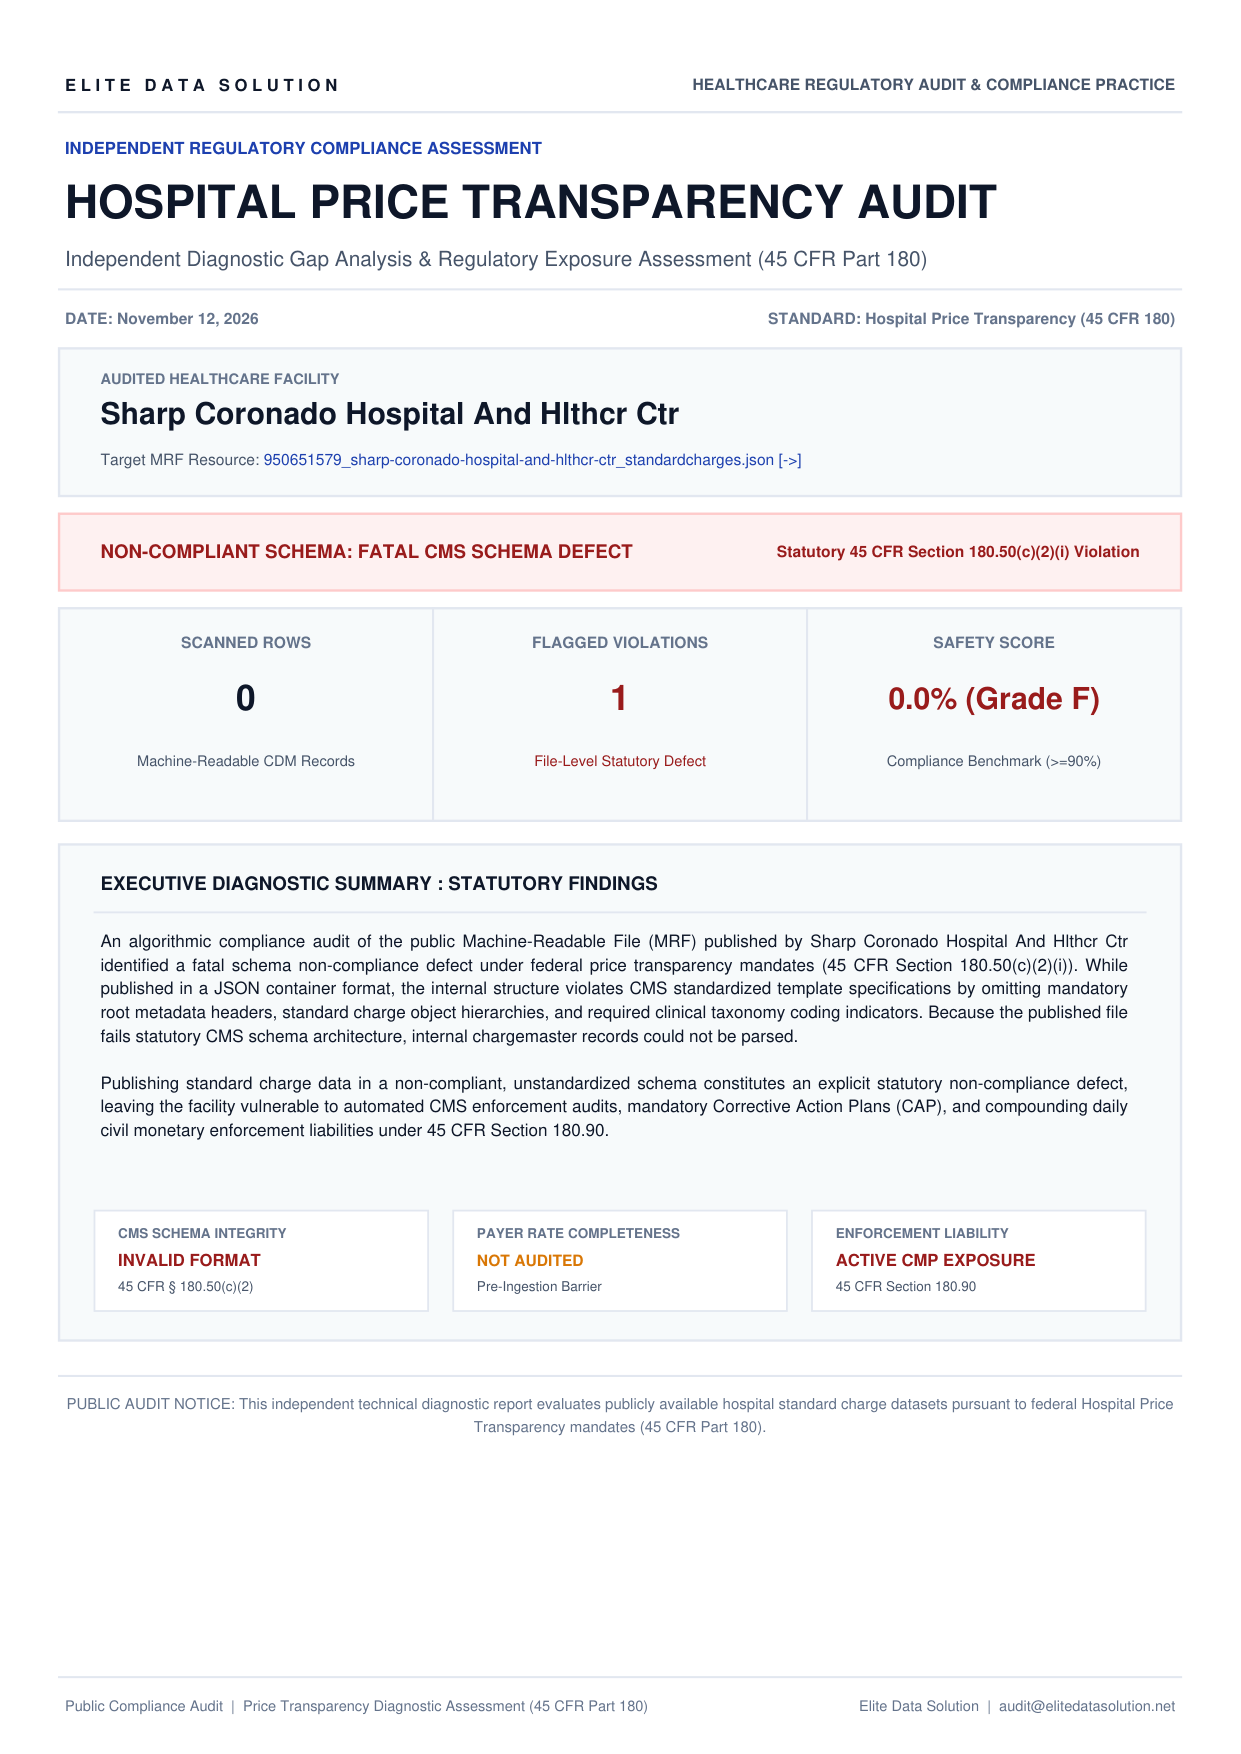 ELITE DATA SOLUTION
HEALTHCARE REGULATORY AUDIT & COMPLIANCE PRACTICE
INDEPENDENT REGULATORY COMPLIANCE ASSESSMENT
HOSPITAL PRICE TRANSPARENCY AUDIT
Independent Diagnostic Gap Analysis & Regulatory Exposure Assessment (45 CFR Part 180)
DATE: November 12, 2026
STANDARD: Hospital Price Transparency (45 CFR 180)
AUDITED HEALTHCARE FACILITY
Sharp Coronado Hospital And Hlthcr Ctr
Target MRF Resource: 950651579_sharp-coronado-hospital-and-hlthcr-ctr_standardcharges.json [->]
NON-COMPLIANT SCHEMA: FATAL CMS SCHEMA DEFECT
Statutory 45 CFR Section 180.50(c)(2)(i) Violation
SCANNED ROWS
0
Machine-Readable CDM Records
FLAGGED VIOLATIONS
1
File-Level Statutory Defect
SAFETY SCORE
0.0% (Grade F)
Compliance Benchmark (>=90%)
EXECUTIVE DIAGNOSTIC SUMMARY : STATUTORY FINDINGS
An algorithmic compliance audit of the public Machine-Readable File (MRF) published by Sharp Coronado Hospital And Hlthcr Ctr
identified a fatal schema non-compliance defect under federal price transparency mandates (45 CFR Section 180.50(c)(2)(i)). While
published in a JSON container format, the internal structure violates CMS standardized template specifications by omitting mandatory
root metadata headers, standard charge object hierarchies, and required clinical taxonomy coding indicators. Because the published file
fails statutory CMS schema architecture, internal chargemaster records could not be parsed.
Publishing standard charge data in a non-compliant, unstandardized schema constitutes an explicit statutory non-compliance defect,
leaving the facility vulnerable to automated CMS enforcement audits, mandatory Corrective Action Plans (CAP), and compounding daily
civil monetary enforcement liabilities under 45 CFR Section 180.90.
CMS SCHEMA INTEGRITY
INVALID FORMAT
45 CFR § 180.50(c)(2)
PAYER RATE COMPLETENESS
NOT AUDITED
Pre-Ingestion Barrier
ENFORCEMENT LIABILITY
ACTIVE CMP EXPOSURE
45 CFR Section 180.90
PUBLIC AUDIT NOTICE: This independent technical diagnostic report evaluates publicly available hospital standard charge datasets pursuant to federal Hospital Price
Transparency mandates (45 CFR Part 180).
Public Compliance Audit | Price Transparency Diagnostic Assessment (45 CFR Part 180)
Elite Data Solution | audit@elitedatasolution.net